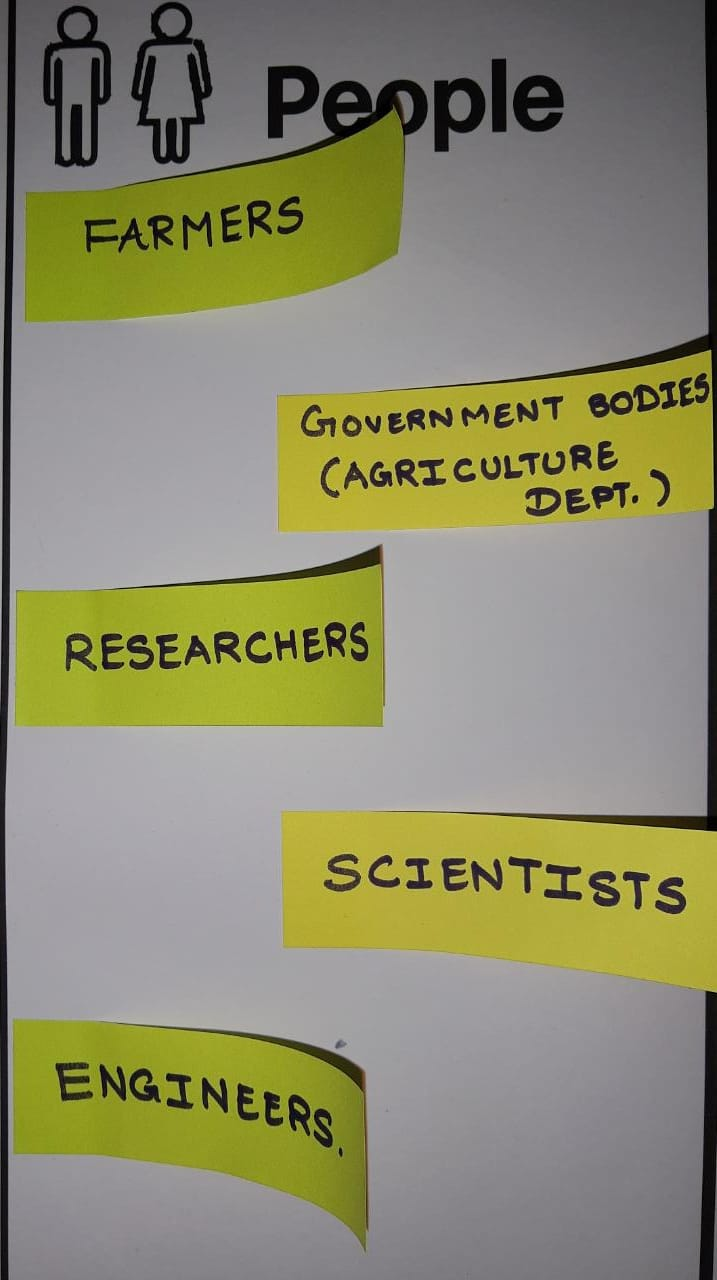 People
FARMERS
GOVERNMENT BODIES
(AGRICULTURE
DEPT.)
RESEARCHERS
SCIENTISTS
ENGINEERS.